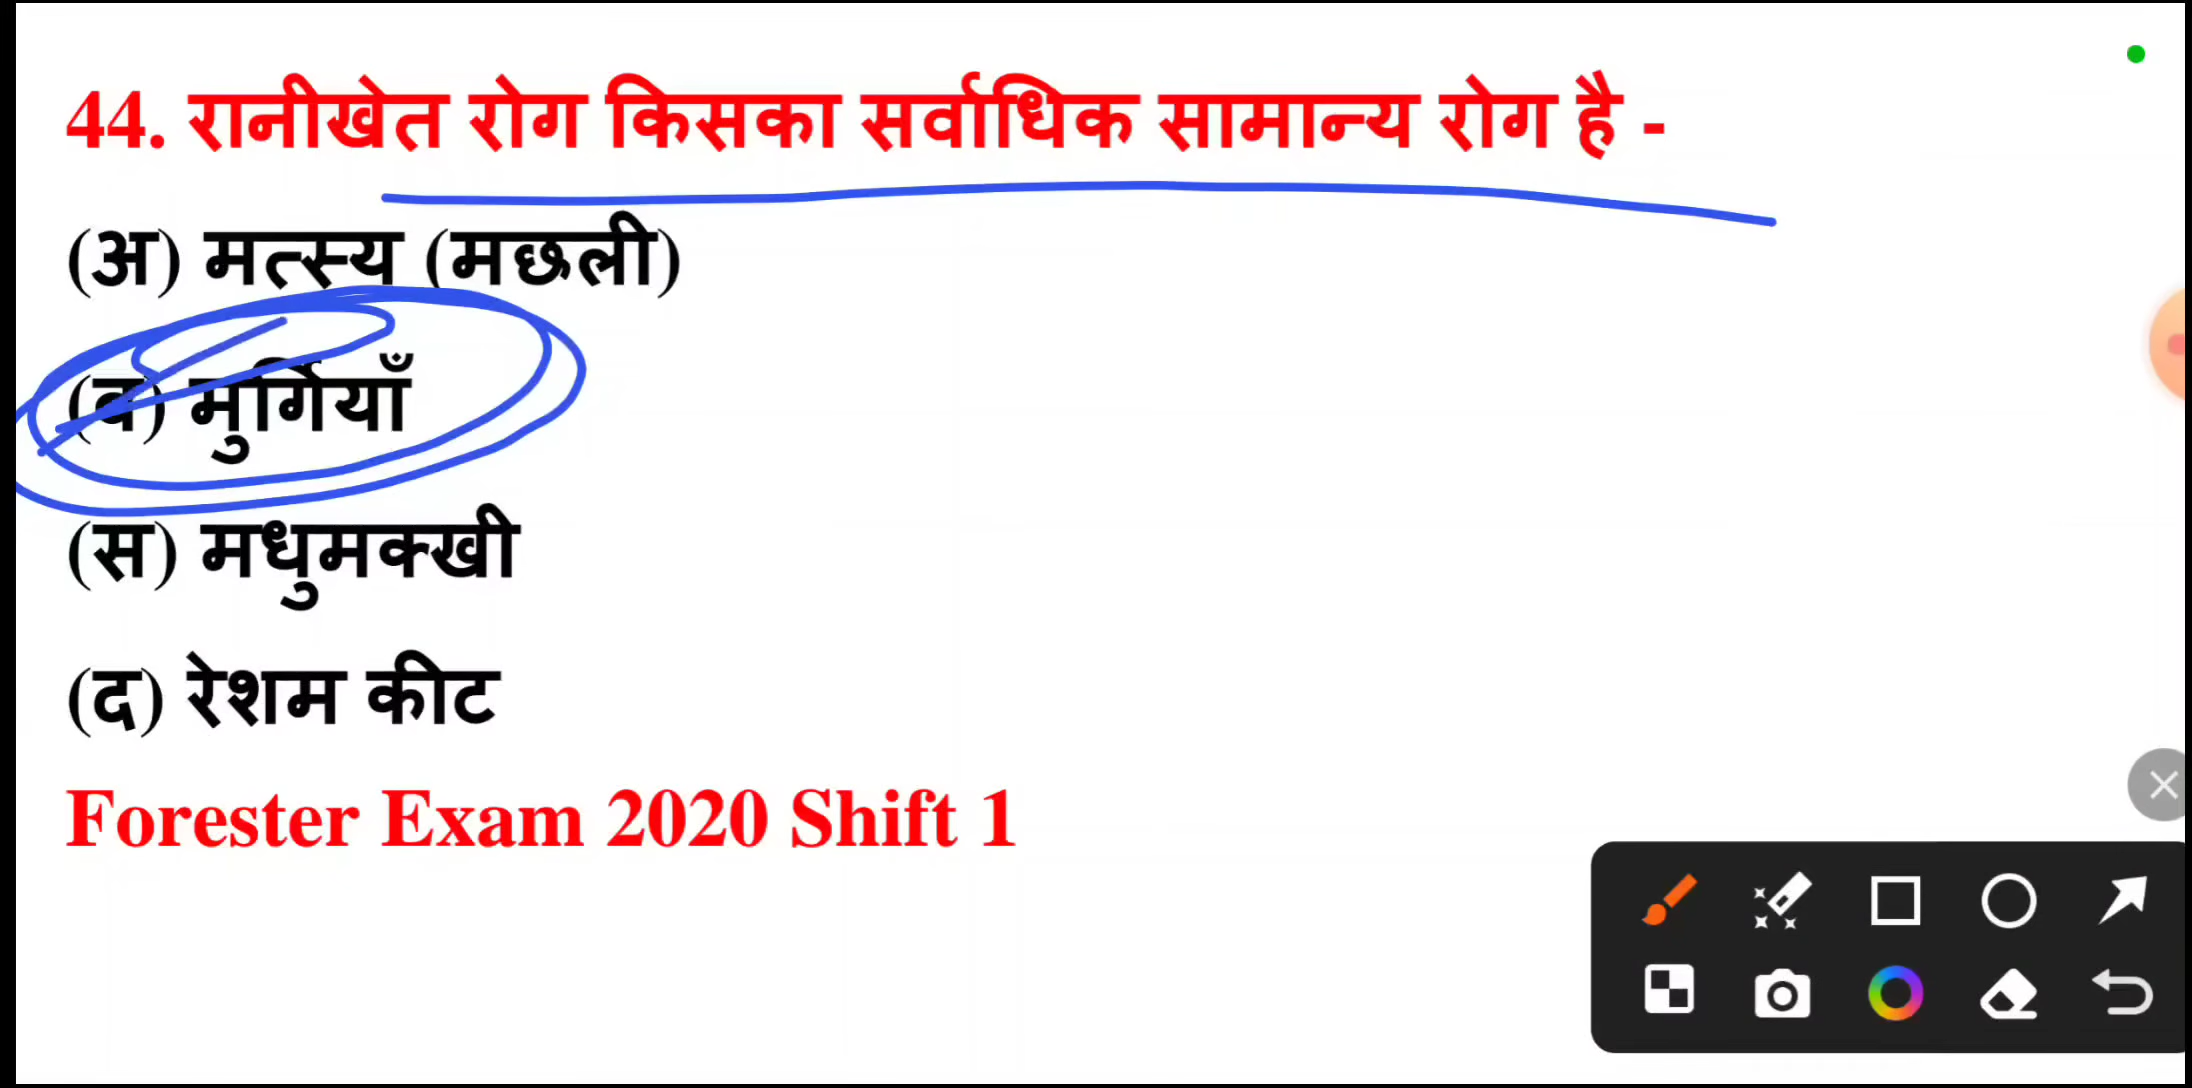 44. रानीखेत रोग किसका सर्वाधिक सामान्य रोग है -
(अ) मत्स्य (मछली)
(ब) मुर्गियाँ
(स) मधुमक्खी
(द) रेशम कीट
Forester Exam 2020 Shift 1